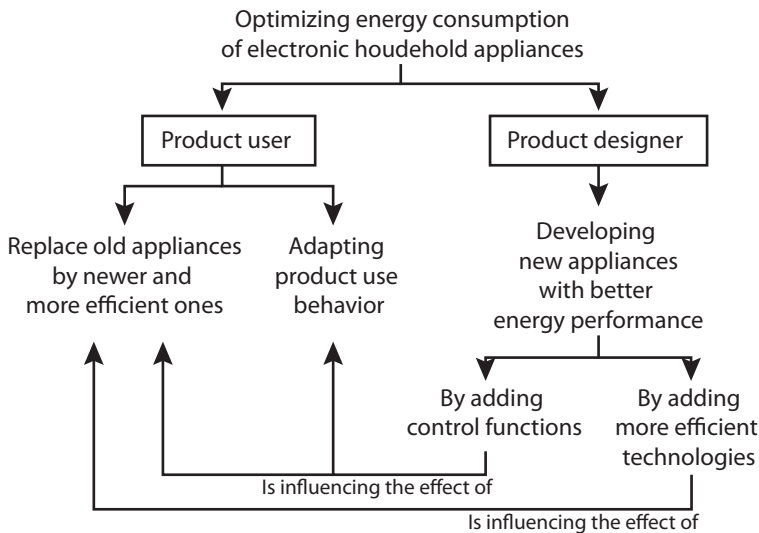 Optimizing energy consumption
of electronic houdehold appliances
Product user
Product designer
Replace old appliances
by newer and
more efficient ones
Adapting
product use
behavior
Developing
new appliances
with better
energy performance
By adding
control functions
By adding
more efficient
technologies
Is influencing the effect of
Is influencing the effect of